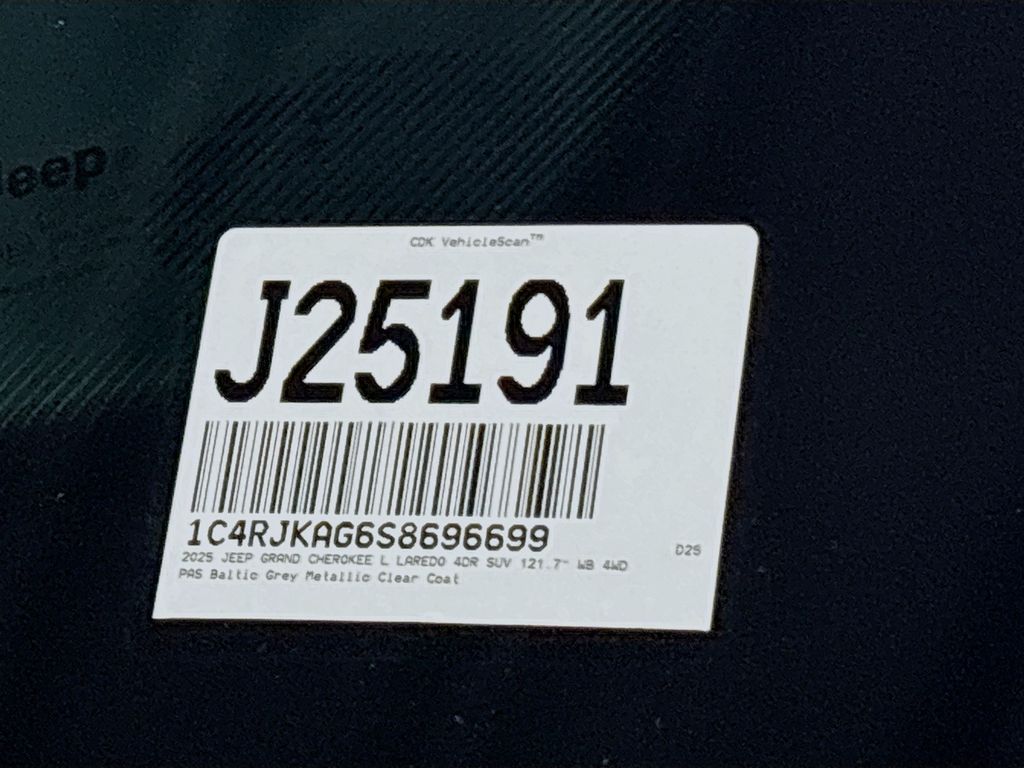 Jeep
CDK VehicleScan™
J25191
1C4RJKAG6S8696699
D25
2025 JEEP GRAND CHEROKEE L LAREDO 4DR SUV 121.7" WB 4WD
PAS Baltic Grey Metallic Clear Coat